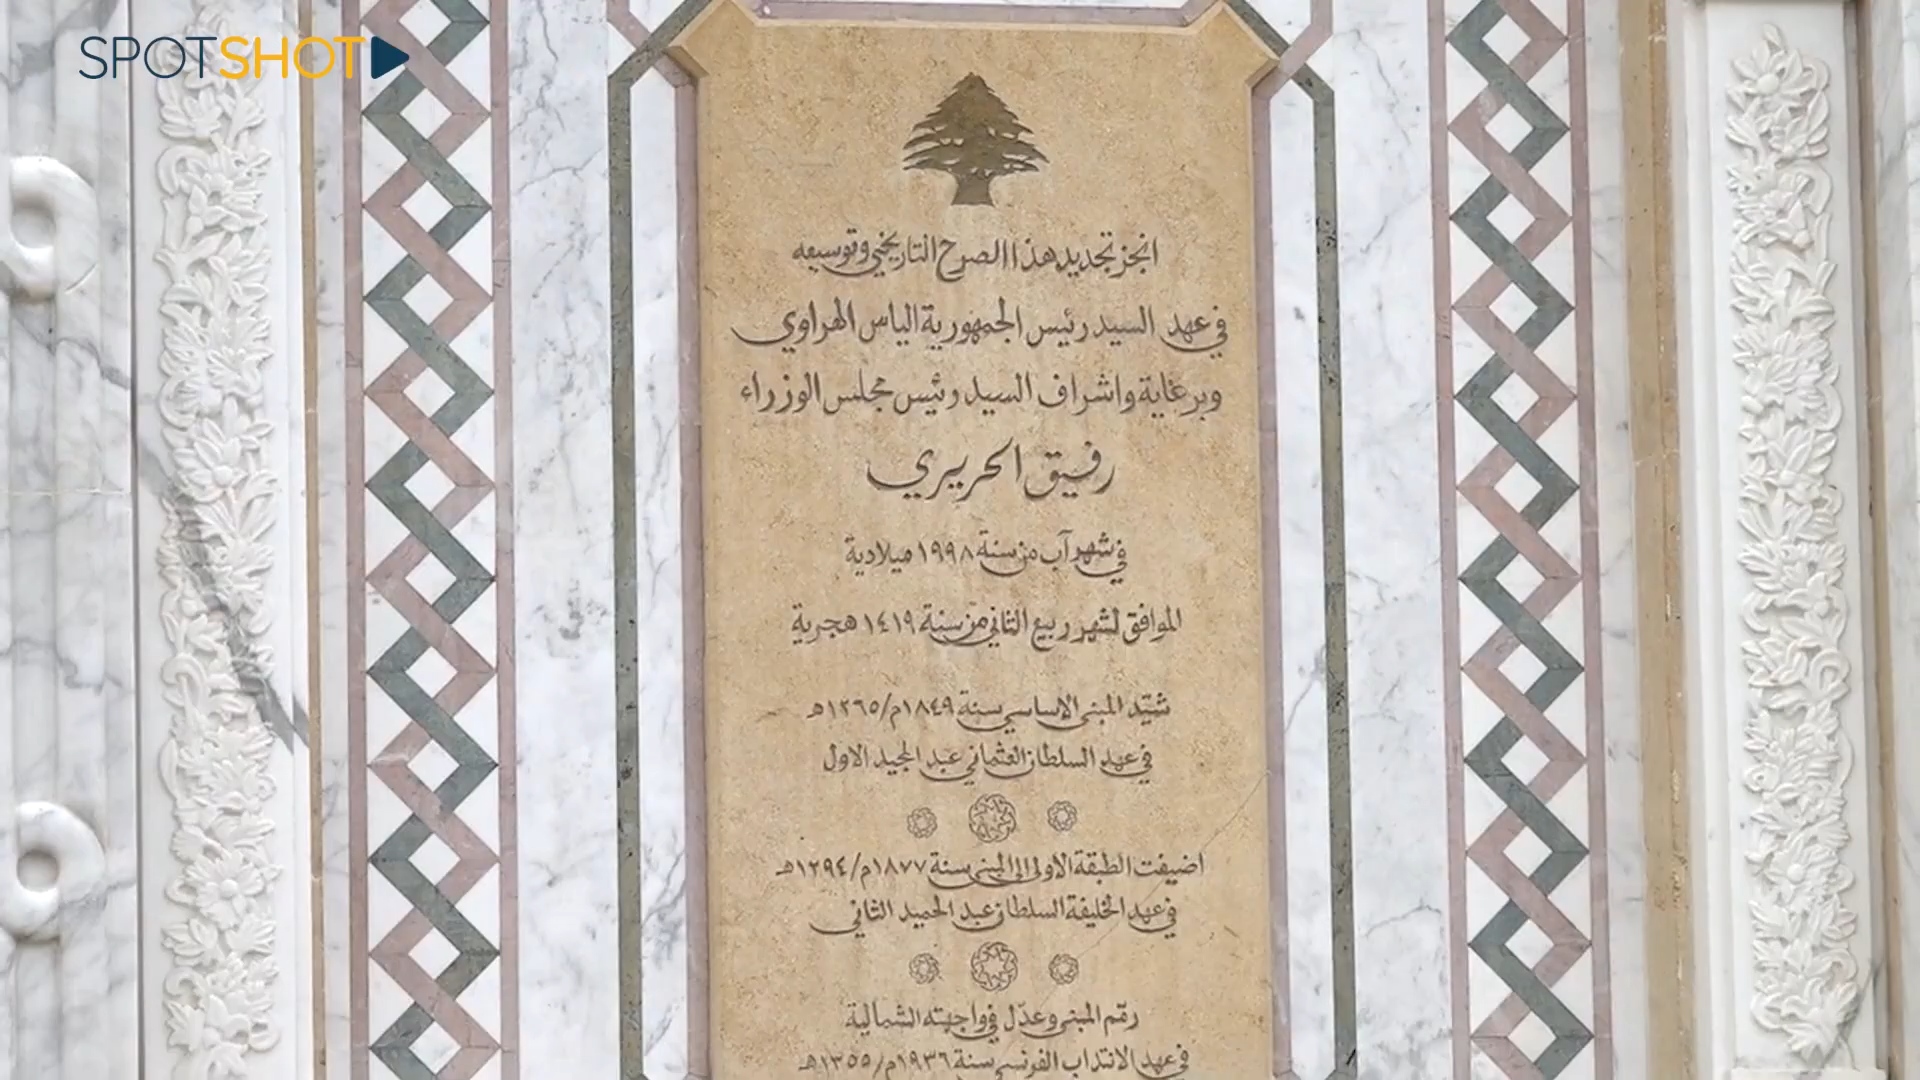 SPOTSHOT
انجز تجديد هذا الصرح التاريخي وتوسيعه
في عهد السيد رئيس الجمهورية الياس الهراوي
وبرعاية واشراف السيد رئيس مجلس الوزراء
رفيق الحريري
في شهر آب من سنة ١٩٩٨ ميلادية
الموافق لشهر ربيع الثاني من سنة ١٤١٩ هجرية
شيّد المبنى الاساسي سنة ١٨٤٩م/١٢٦٥هـ
في عهد السلطان العثماني عبد المجيد الاول
اضيفت الطبقة الاولى الى المبنى سنة ١٨٧٧م/١٢٩٤هـ
في عهد الخليفة السلطان عبد الحميد الثاني
رمّم المبنى وعدّل في واجهته الشمالية
في عهد الانتداب الفرنسي سنة ١٩٣٦م/١٣٥٥هـ